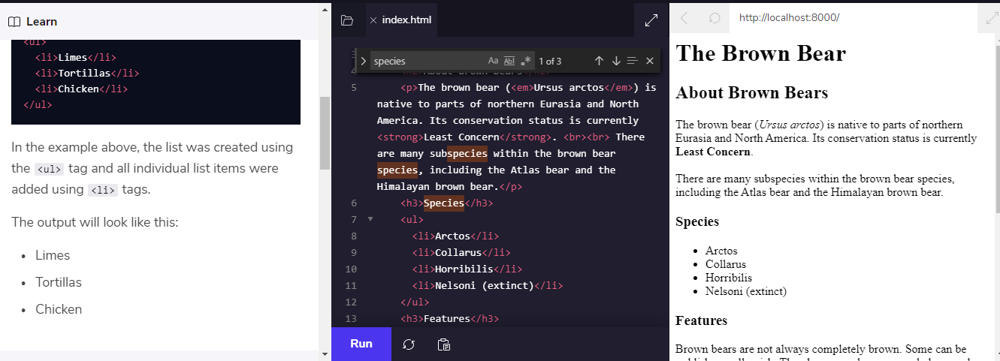 Learn
<ul>
<li>Limes</li>
<li>Tortillas</li>
<li>Chicken</li>
</ul>
In the example above, the list was created using
the <ul> tag and all individual list items were
added using <li> tags.
The output will look like this:
• Limes
• Tortillas
• Chicken
index.html
species
Aa Abl .* 1 of 3
3
4 <h2>About Brown Bears</h2>
5 <p>The brown bear (<em>Ursus arctos</em>) is
native to parts of northern Eurasia and North
America. Its conservation status is currently
<strong>Least Concern</strong>. <br><br> There
are many subspecies within the brown bear
species, including the Atlas bear and the
Himalayan brown bear.</p>
6 <h3>Species</h3>
7 <ul>
8 <li>Arctos</li>
9 <li>Collarus</li>
10 <li>Horribilis</li>
11 <li>Nelsoni (extinct)</li>
12 </ul>
13 <h3>Features</h3>
Run
http://localhost:8000/
The Brown Bear
About Brown Bears
The brown bear (Ursus arctos) is native to parts of northern
Eurasia and North America. Its conservation status is currently
Least Concern.
There are many subspecies within the brown bear species,
including the Atlas bear and the Himalayan brown bear.
Species
• Arctos
• Collarus
• Horribilis
• Nelsoni (extinct)
Features
Brown bears are not always completely brown. Some can be